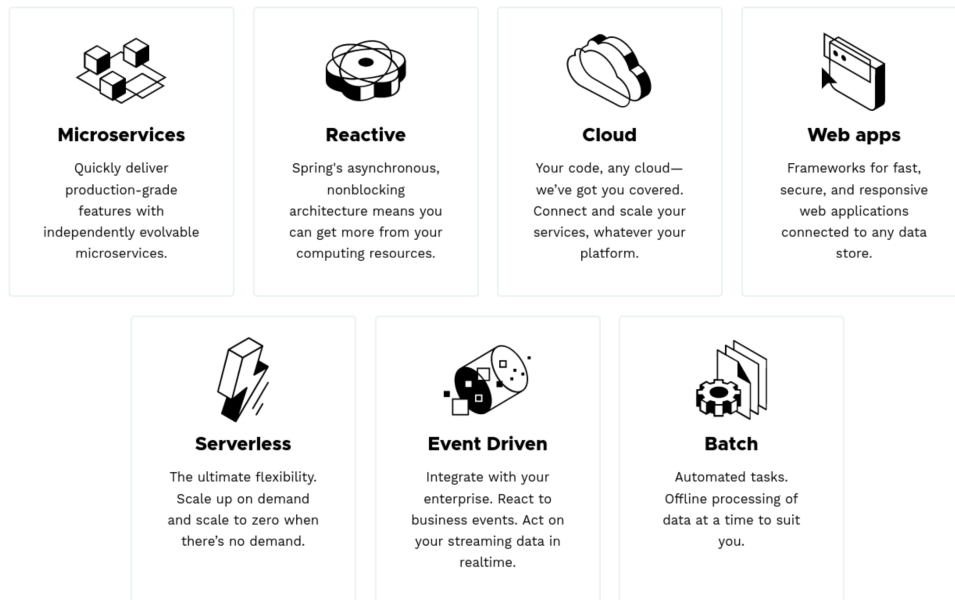 Microservices
Quickly deliver
production-grade
features with
independently evolvable
microservices.
Reactive
Spring's asynchronous,
nonblocking
architecture means you
can get more from your
computing resources.
Cloud
Your code, any cloud—
we’ve got you covered.
Connect and scale your
services, whatever your
platform.
Web apps
Frameworks for fast,
secure, and responsive
web applications
connected to any data
store.
Serverless
The ultimate flexibility.
Scale up on demand
and scale to zero when
there’s no demand.
Event Driven
Integrate with your
enterprise. React to
business events. Act on
your streaming data in
realtime.
Batch
Automated tasks.
Offline processing of
data at a time to suit
you.